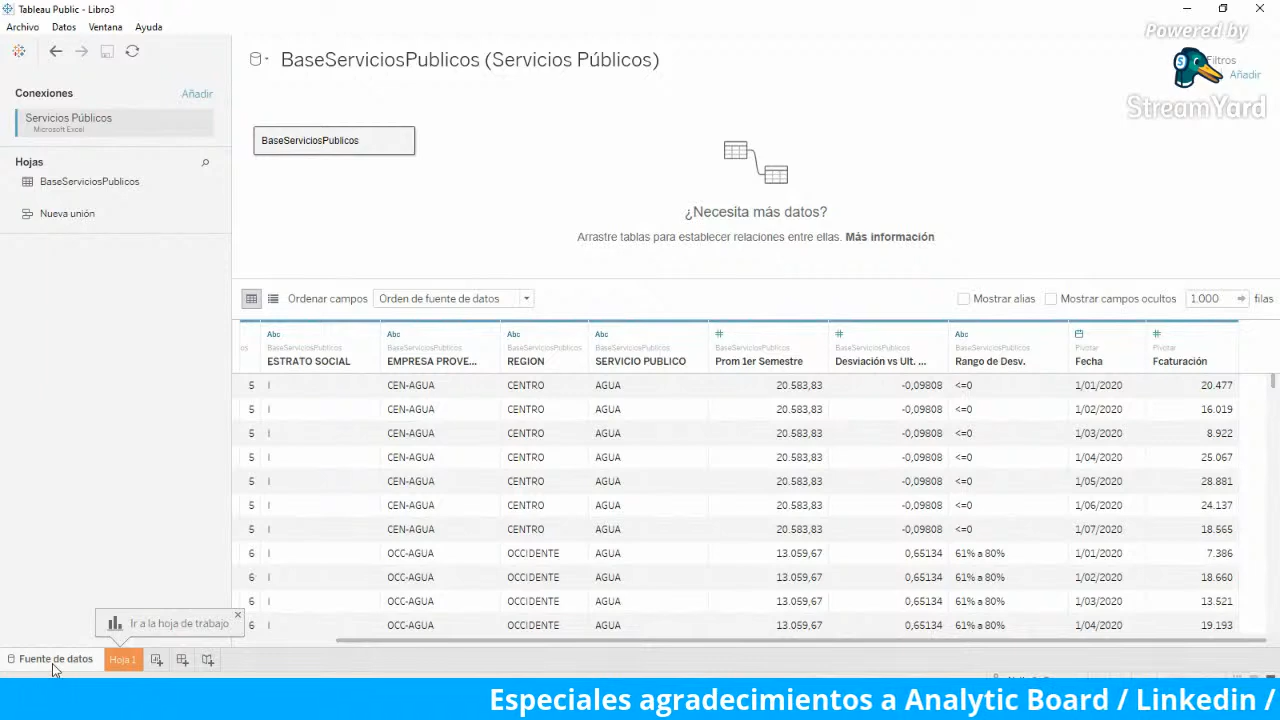 Tableau Public - Libro3
Archivo Datos Ventana Ayuda
Powered by
StreamYard
Conexiones Añadir
Servicios Públicos
Microsoft Excel
Hojas
BaseServiciosPublicos
Nueva unión
BaseServiciosPublicos (Servicios Públicos)
Filtros
Añadir
BaseServiciosPublicos
¿Necesita más datos?
Arrastre tablas para establecer relaciones entre ellas. Más información
Ordenar campos Orden de fuente de datos Mostrar alias Mostrar campos ocultos 1.000 filas
Abc Abc Abc Abc # # Abc #
os BaseServiciosPublicos BaseServiciosPublicos BaseServiciosPublicos BaseServiciosPublicos BaseServiciosPublicos BaseServiciosPublicos BaseServiciosPublicos Pivotar Pivotar
ESTRATO SOCIAL EMPRESA PROVE... REGION SERVICIO PUBLICO Prom 1er Semestre Desviación vs Ult. ... Rango de Desv. Fecha Fcaturación
5 I CEN-AGUA CENTRO AGUA 20.583,83 -0,09808 <=0 1/01/2020 20.477
5 I CEN-AGUA CENTRO AGUA 20.583,83 -0,09808 <=0 1/02/2020 16.019
5 I CEN-AGUA CENTRO AGUA 20.583,83 -0,09808 <=0 1/03/2020 8.922
5 I CEN-AGUA CENTRO AGUA 20.583,83 -0,09808 <=0 1/04/2020 25.067
5 I CEN-AGUA CENTRO AGUA 20.583,83 -0,09808 <=0 1/05/2020 28.881
5 I CEN-AGUA CENTRO AGUA 20.583,83 -0,09808 <=0 1/06/2020 24.137
5 I CEN-AGUA CENTRO AGUA 20.583,83 -0,09808 <=0 1/07/2020 18.565
6 I OCC-AGUA OCCIDENTE AGUA 13.059,67 0,65134 61% a 80% 1/01/2020 7.386
6 I OCC-AGUA OCCIDENTE AGUA 13.059,67 0,65134 61% a 80% 1/02/2020 18.660
6 I OCC-AGUA OCCIDENTE AGUA 13.059,67 0,65134 61% a 80% 1/03/2020 13.521
6 I OCC-AGUA OCCIDENTE AGUA 13.059,67 0,65134 61% a 80% 1/04/2020 19.193
Ir a la hoja de trabajo
Fuente de datos Hoja 1
Especiales agradecimientos a Analytic Board / Linkedin /